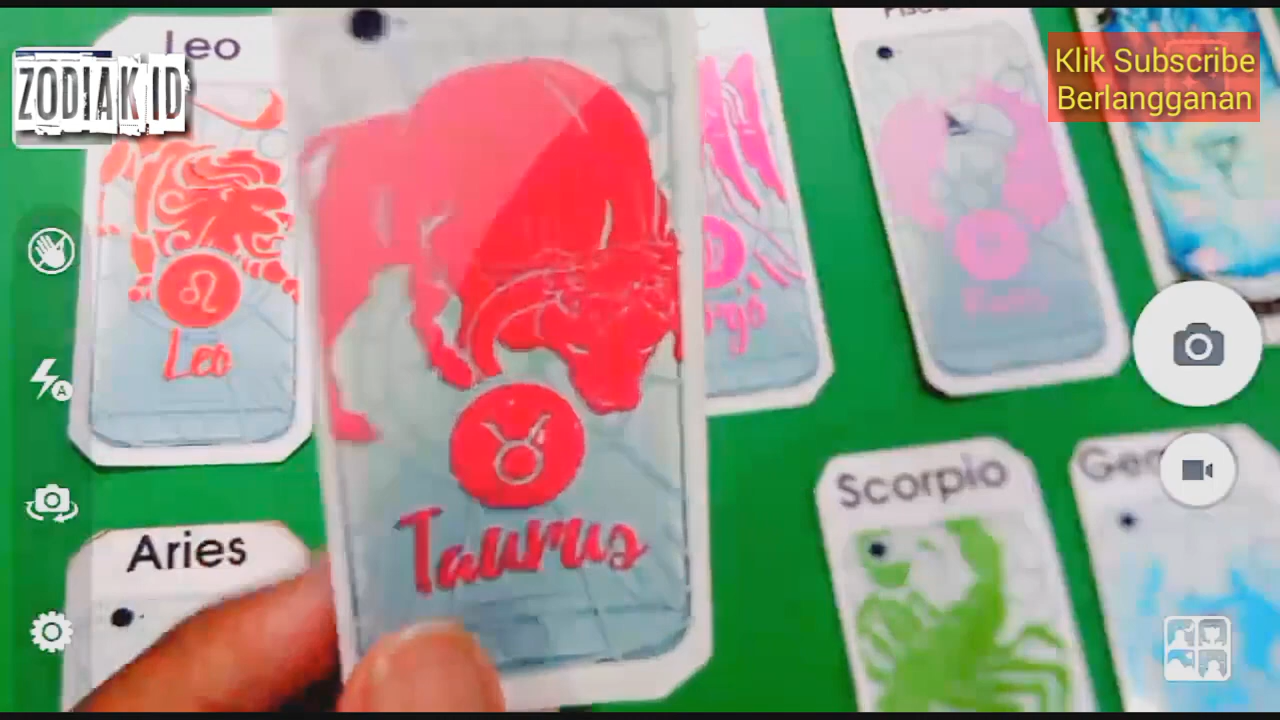 Leo
ZODIAK ID
Klik Subscribe
Berlangganan
Leo
Taurus
Aries
Scorpio